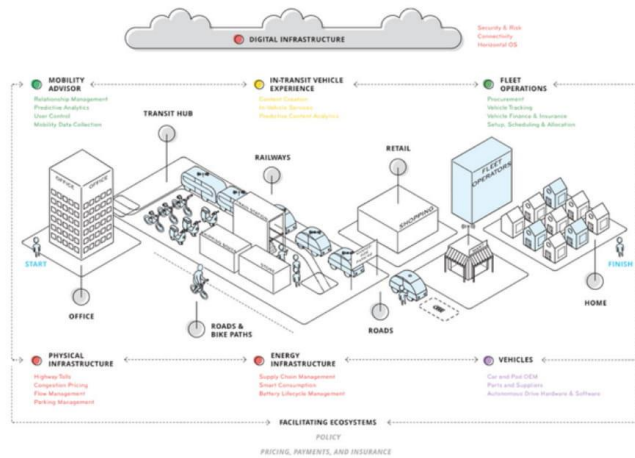 DIGITAL INFRASTRUCTURE
Security & Risk
Connectivity
Horizontal OS
MOBILITY
ADVISOR
Relationship Management
Predictive Analytics
User Control
Mobility Data Collection
IN-TRANSIT VEHICLE
EXPERIENCE
Content Creation
In-Vehicle Services
Predictive Content Analytics
FLEET
OPERATIONS
Procurement
Vehicle Tracking
Vehicle Finance & Insurance
Setup, Scheduling & Allocation
TRANSIT HUB
RAILWAYS
RETAIL
OFFICE
OFFICE
SHOPPING
FLEET
OPERATORS
START
FINISH
OFFICE
ROADS &
BIKE PATHS
ROADS
HOME
PHYSICAL
INFRASTRUCTURE
Highway Tolls
Congestion Pricing
Flow Management
Parking Management
ENERGY
INFRASTRUCTURE
Supply Chain Management
Smart Consumption
Battery Lifecycle Management
VEHICLES
Car and Pod OEM
Parts and Suppliers
Autonomous Drive Hardware & Software
FACILITATING ECOSYSTEMS
POLICY
PRICING, PAYMENTS, AND INSURANCE